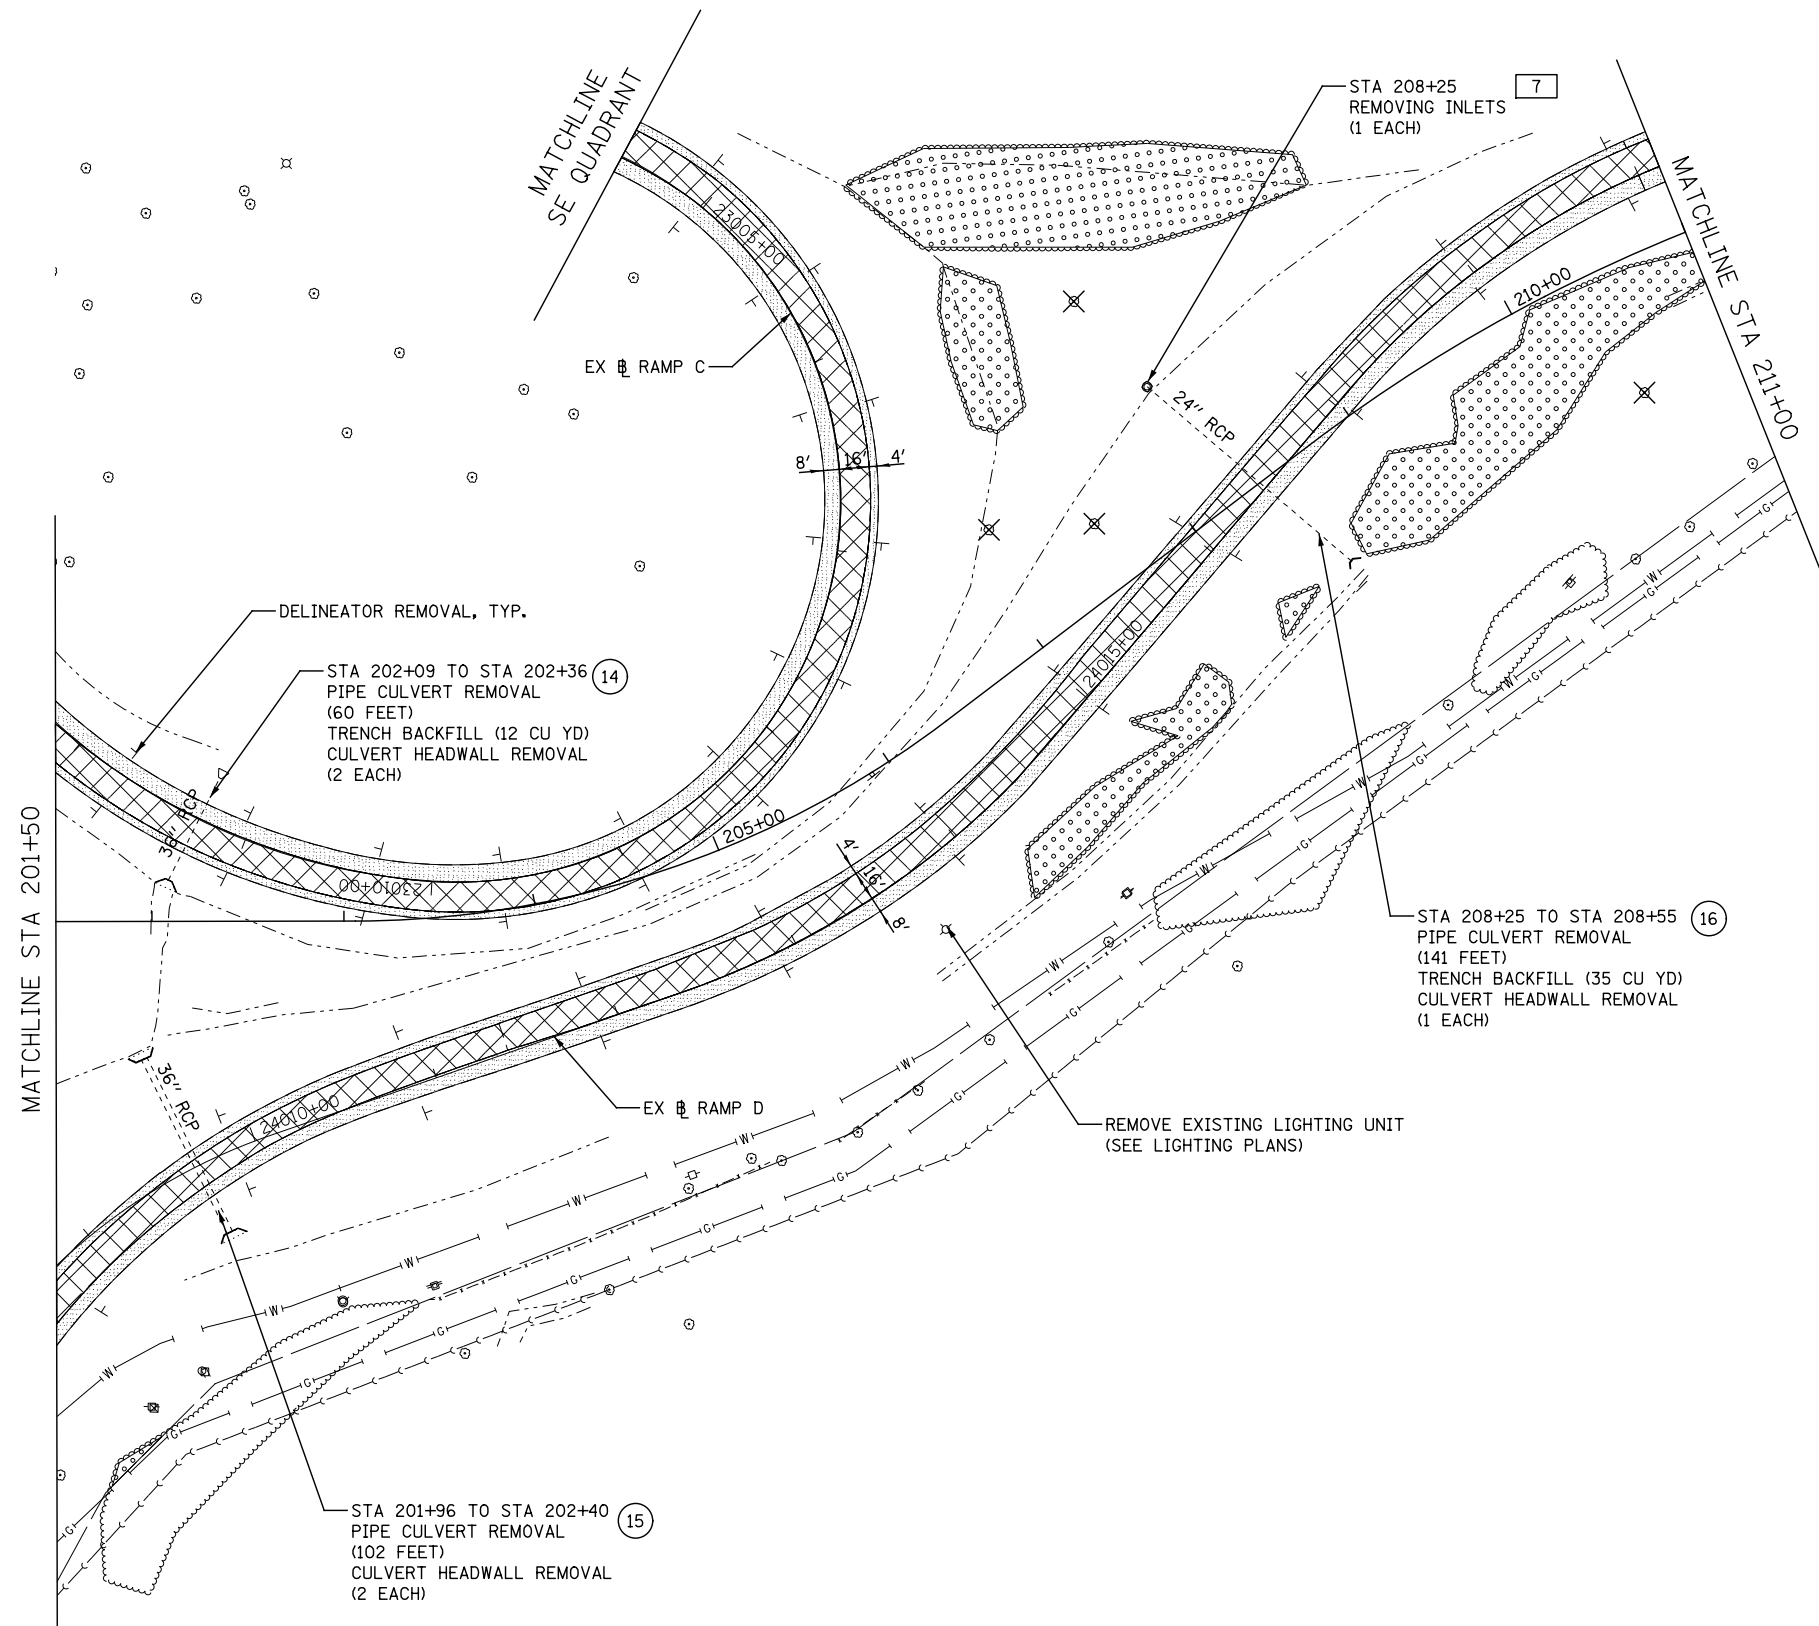 MATCHLINE
SE QUADRANT
STA 208+25
REMOVING INLETS
(1 EACH)
7
MATCHLINE STA 211+00
23005+00
210+00
EX ⅊ RAMP C
24'' RCP
8'
16'
4'
DELINEATOR REMOVAL, TYP.
STA 202+09 TO STA 202+36
PIPE CULVERT REMOVAL
(60 FEET)
TRENCH BACKFILL (12 CU YD)
CULVERT HEADWALL REMOVAL
(2 EACH)
14
24015+00
36'' RCP
205+00
23010+00
4'
16'
8'
MATCHLINE STA 201+50
STA 208+25 TO STA 208+55
PIPE CULVERT REMOVAL
(141 FEET)
TRENCH BACKFILL (35 CU YD)
CULVERT HEADWALL REMOVAL
(1 EACH)
16
36'' RCP
24010+00
EX ⅊ RAMP D
REMOVE EXISTING LIGHTING UNIT
(SEE LIGHTING PLANS)
W
W
W
W
W
W
W
W
W
W
G
G
G
G
G
G
G
G
G
G
G
G
G
G
STA 201+96 TO STA 202+40
PIPE CULVERT REMOVAL
(102 FEET)
CULVERT HEADWALL REMOVAL
(2 EACH)
15